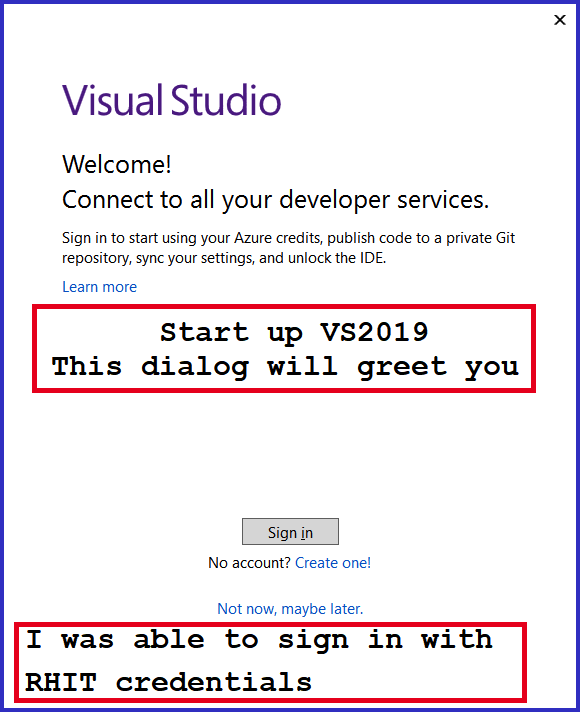 Visual Studio
Welcome!
Connect to all your developer services.
Sign in to start using your Azure credits, publish code to a private Git
repository, sync your settings, and unlock the IDE.
Learn more
Start up VS2019
This dialog will greet you
Sign in
No account? Create one!
Not now, maybe later.
I was able to sign in with
RHIT credentials